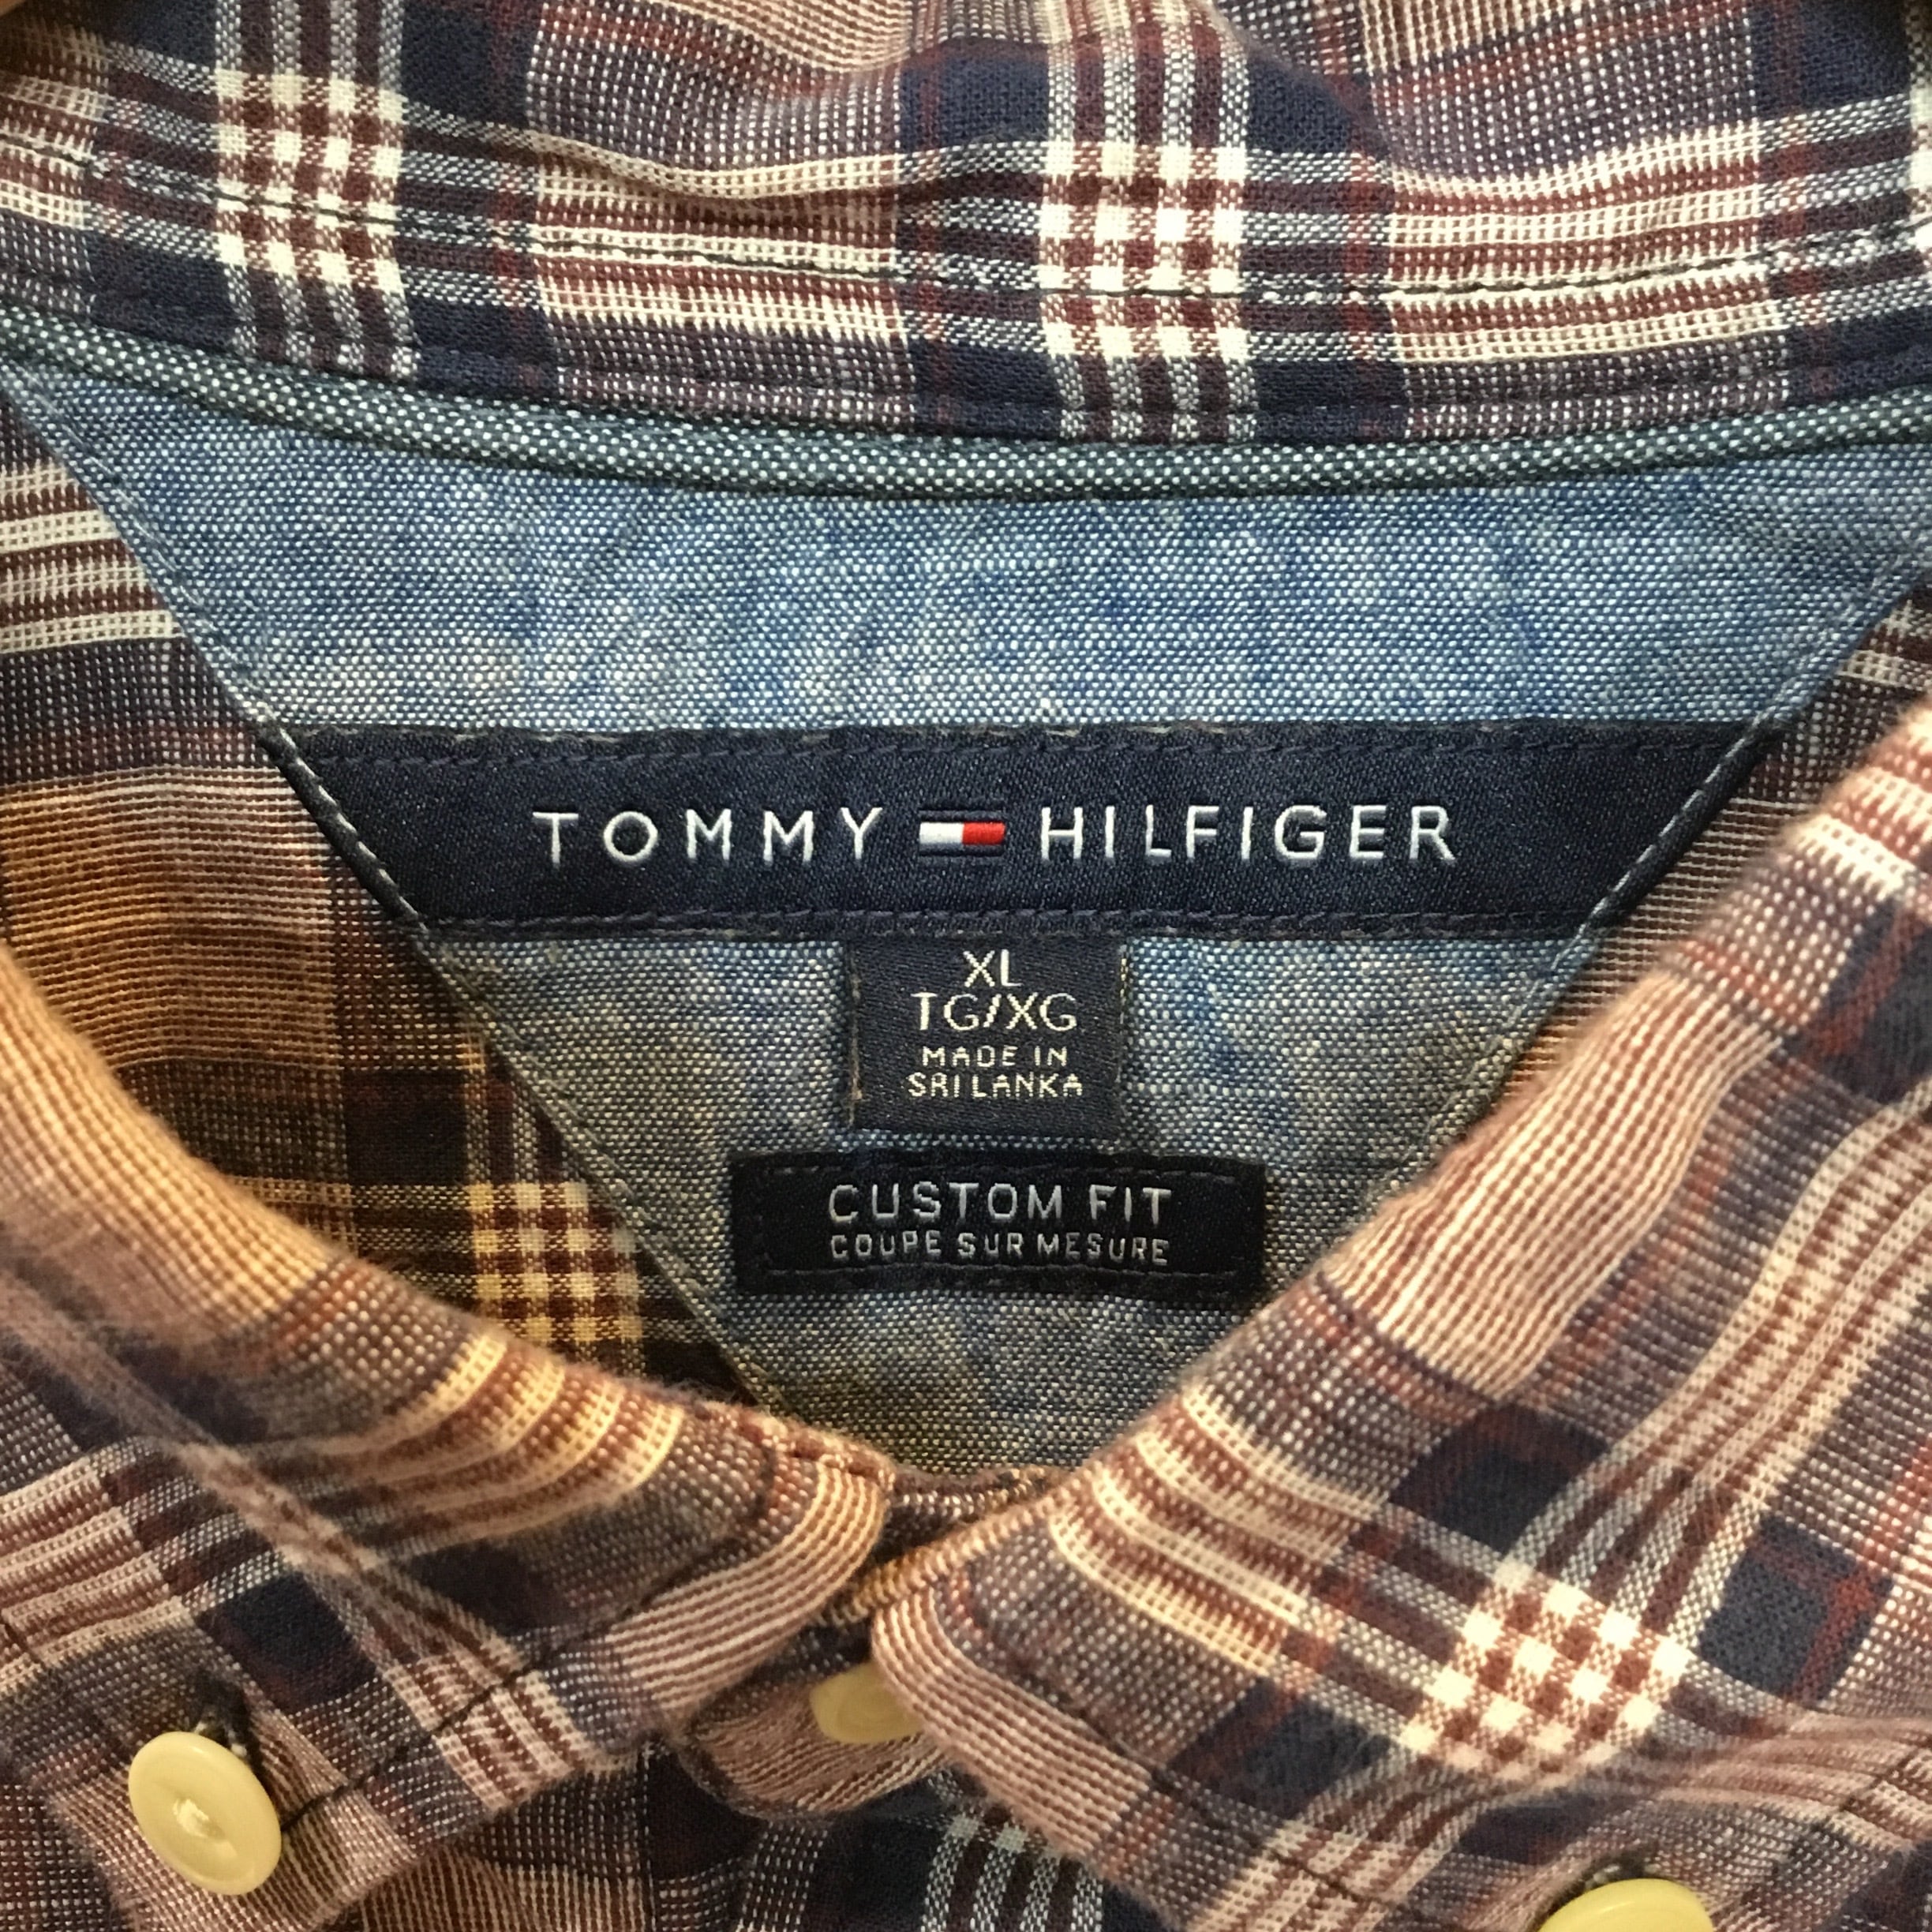 TOMMY HILFIGER
XL
TG/XG
MADE IN
SRI LANKA
CUSTOM FIT
COUPE SUR MESURE